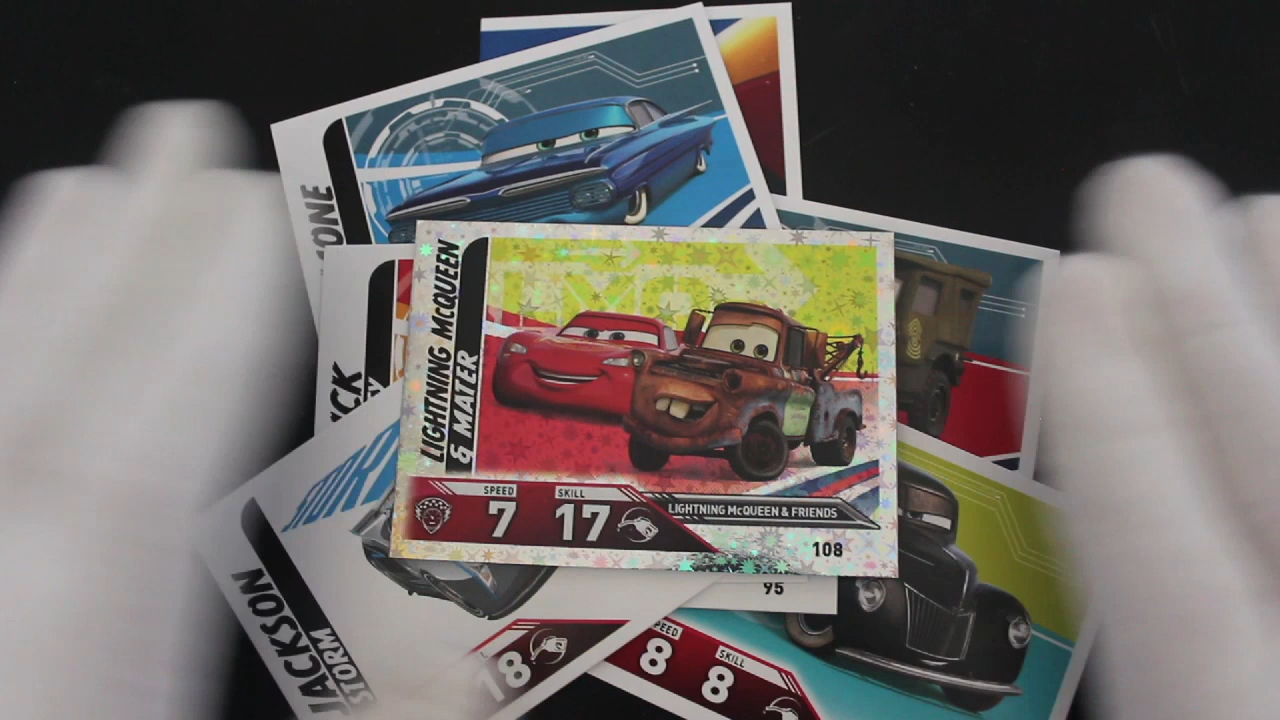 ONE
LIGHTNING McQUEEN
& MATER
SPEED
7
SKILL
17
LIGHTNING McQUEEN & FRIENDS
108
95
JACKSON
STORM
18
SPEED
8
SKILL
8